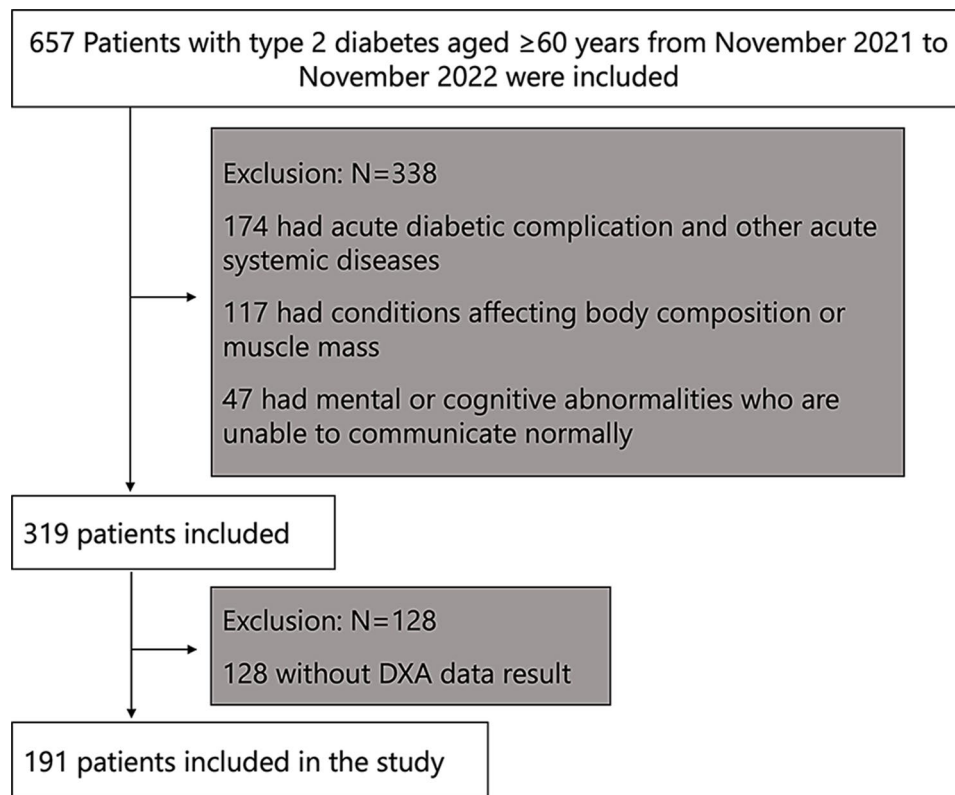 657 Patients with type 2 diabetes aged ≥60 years from November 2021 to
November 2022 were included
Exclusion: N=338
174 had acute diabetic complication and other acute
systemic diseases
117 had conditions affecting body composition or
muscle mass
47 had mental or cognitive abnormalities who are
unable to communicate normally
319 patients included
Exclusion: N=128
128 without DXA data result
191 patients included in the study